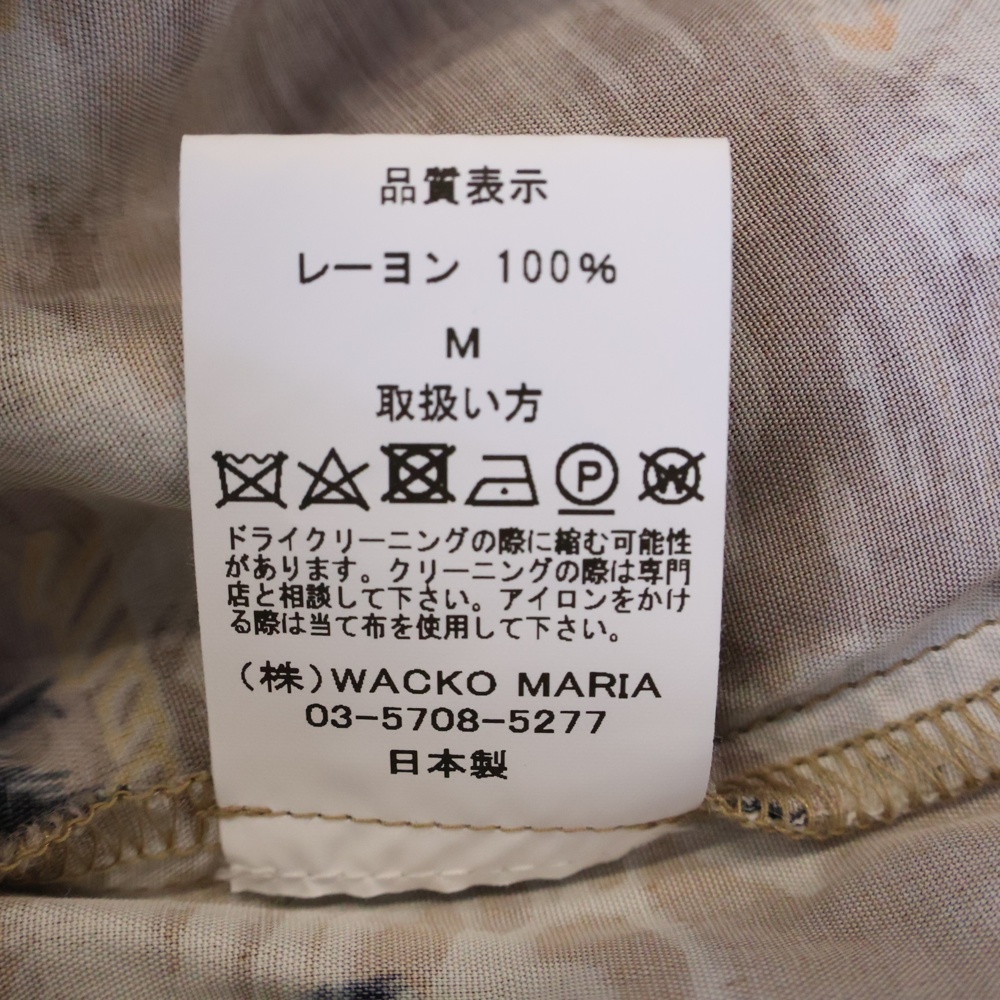 品質表示
レーヨン 100%
M
取扱い方
P W
ドライクリーニングの際に縮む可能性
があります。クリーニングの際は専門
店と相談して下さい。アイロンをかけ
る際は当て布を使用して下さい。
(株)WACKO MARIA
03-5708-5277
日本製